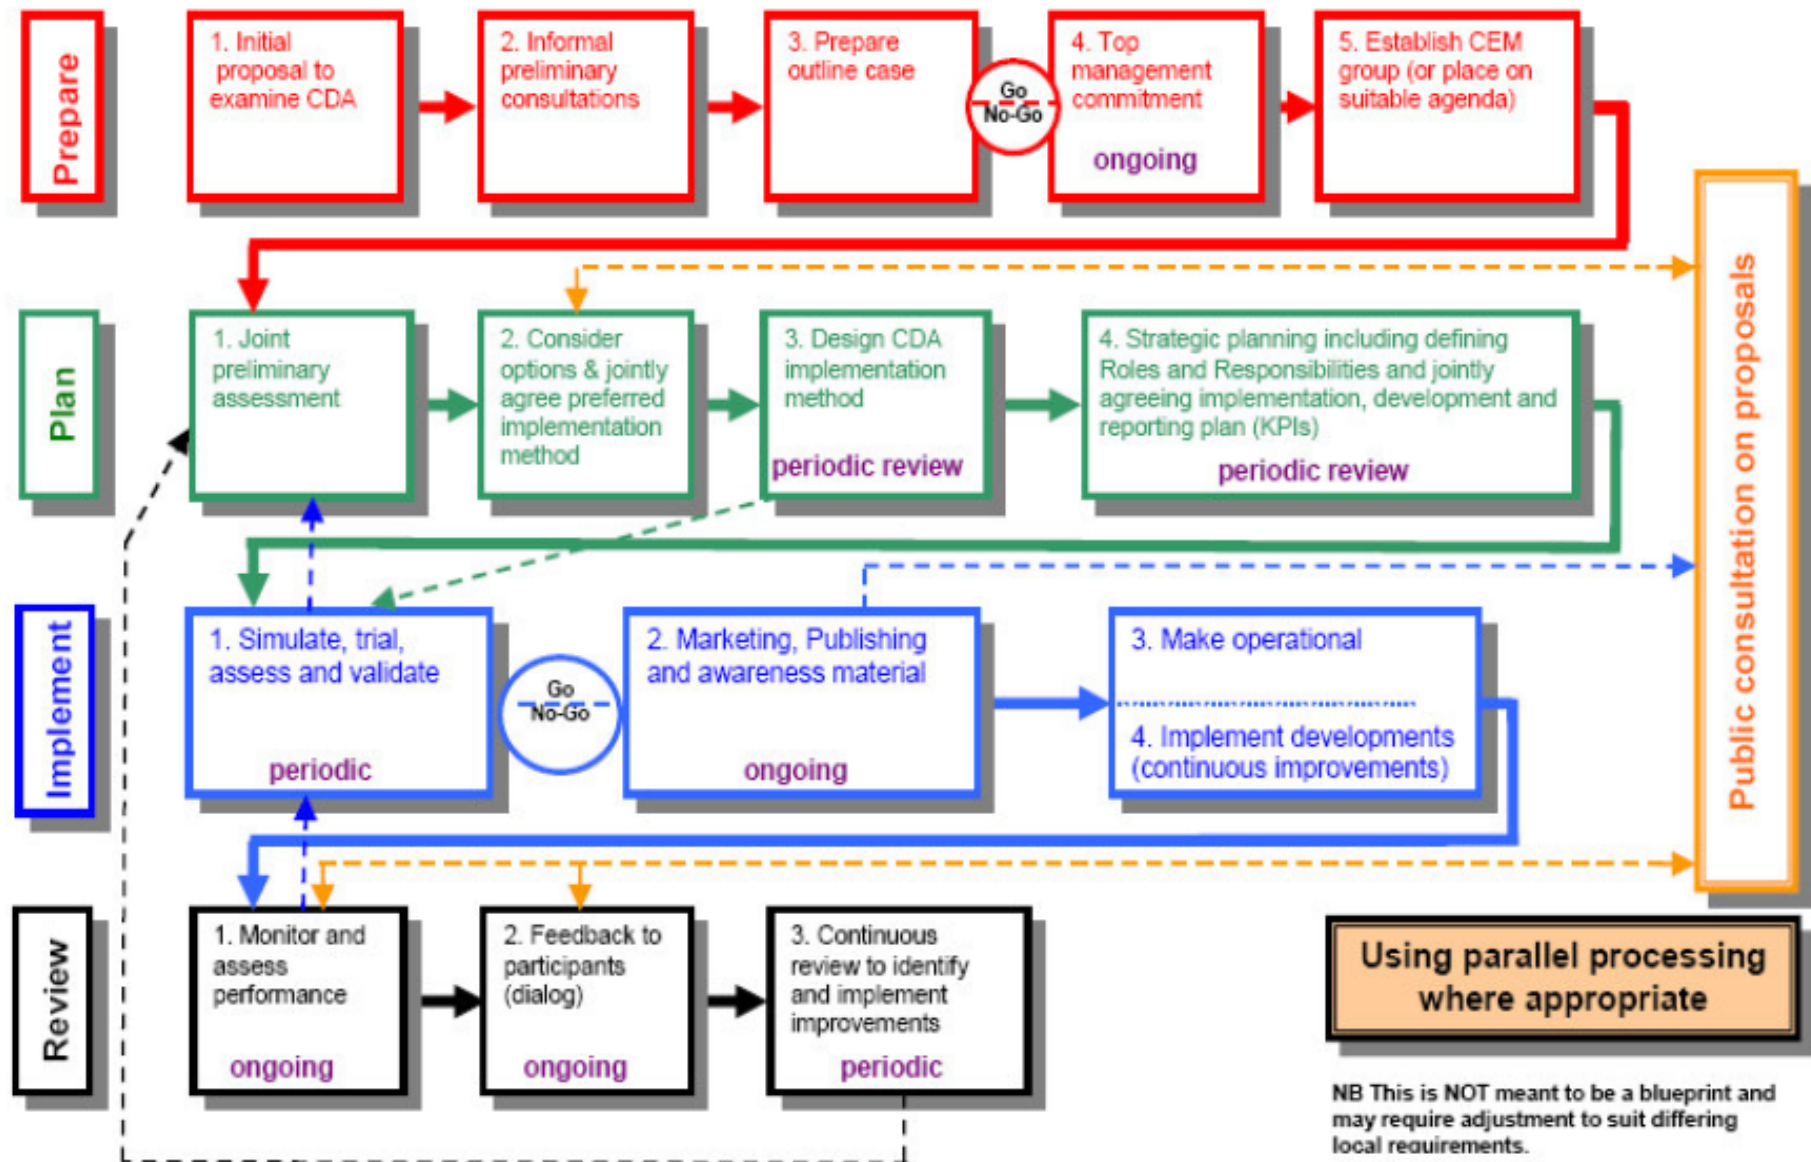 Prepare
1. Initial
proposal to
examine CDA
2. Informal
preliminary
consultations
3. Prepare
outline case
Go
No-Go
4. Top
management
commitment
ongoing
5. Establish CEM
group (or place on
suitable agenda)
Public consultation on proposals
Plan
1. Joint
preliminary
assessment
2. Consider
options & jointly
agree preferred
implementation
method
3. Design CDA
implementation
method
periodic review
4. Strategic planning including defining
Roles and Responsibilities and jointly
agreeing implementation, development and
reporting plan (KPIs)
periodic review
Implement
1. Simulate, trial,
assess and validate
periodic
Go
No-Go
2. Marketing, Publishing
and awareness material
ongoing
3. Make operational
4. Implement developments
(continuous improvements)
Review
1. Monitor and
assess
performance
ongoing
2. Feedback to
participants
(dialog)
ongoing
3. Continuous
review to identify
and implement
improvements
periodic
Using parallel processing
where appropriate
NB This is NOT meant to be a blueprint and
may require adjustment to suit differing
local requirements.